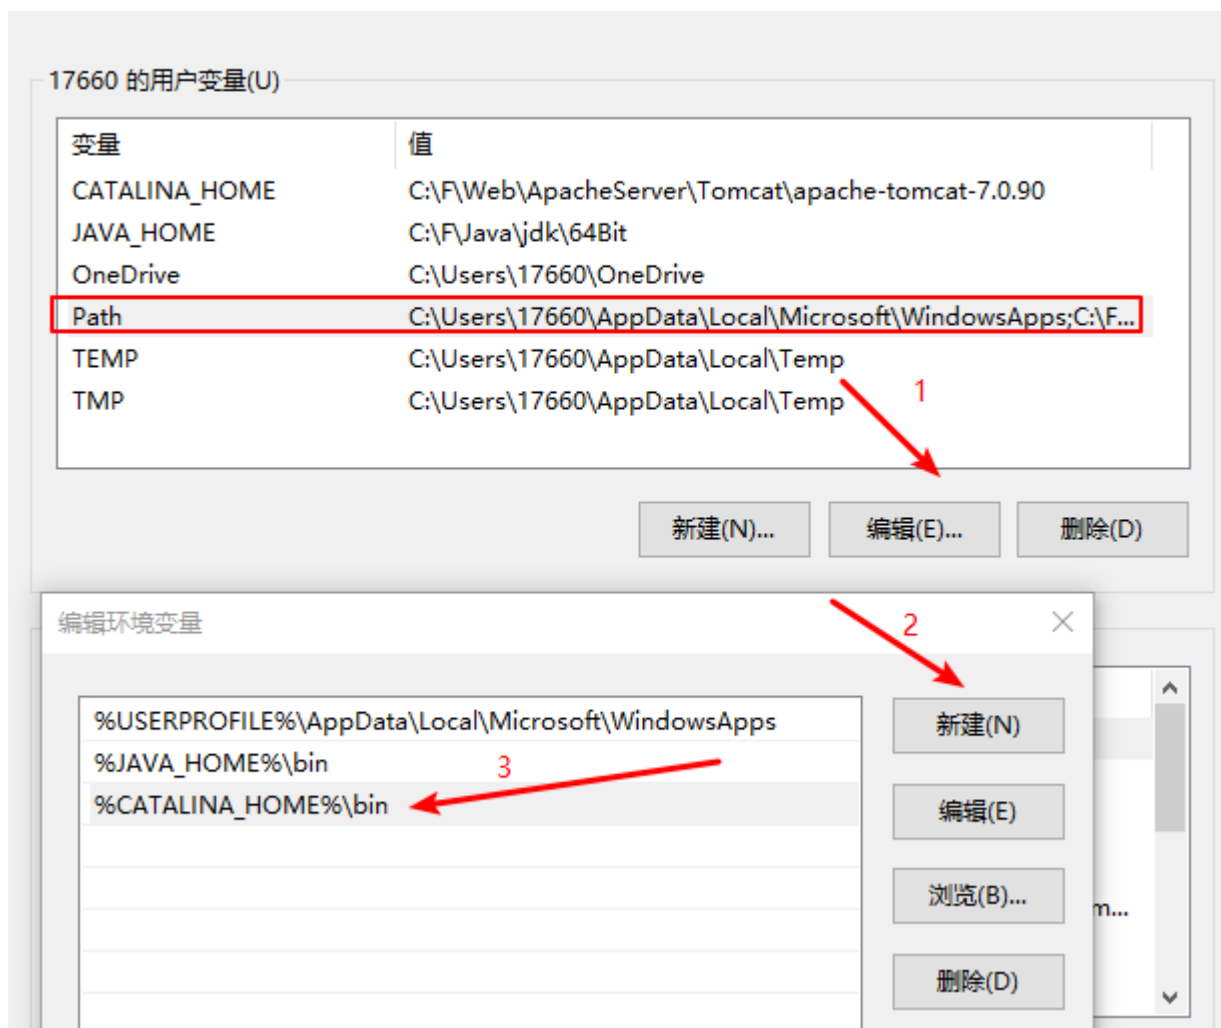 17660 的用户变量(U)
变量 值
CATALINA_HOME C:\F\Web\ApacheServer\Tomcat\apache-tomcat-7.0.90
JAVA_HOME C:\F\Java\jdk\64Bit
OneDrive C:\Users\17660\OneDrive
Path C:\Users\17660\AppData\Local\Microsoft\WindowsApps;C:\F...
TEMP C:\Users\17660\AppData\Local\Temp
TMP C:\Users\17660\AppData\Local\Temp
1
新建(N)... 编辑(E)... 删除(D)
编辑环境变量
2
%USERPROFILE%\AppData\Local\Microsoft\WindowsApps
新建(N)
%JAVA_HOME%\bin
3
%CATALINA_HOME%\bin
编辑(E)
浏览(B)...
m...
删除(D)